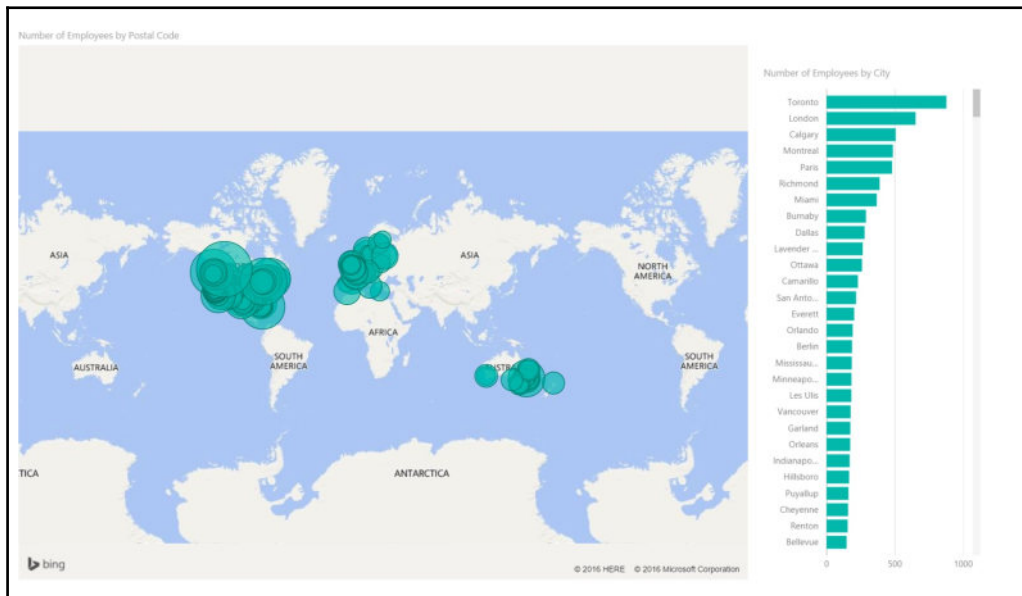 Number of Employees by Postal Code
ASIA
NORTH AMERICA
ASIA
AFRICA
AUSTRALIA
SOUTH AMERICA
SOUTH AMERICA
TICA
ANTARCTICA
bing
© 2016 HERE © 2016 Microsoft Corporation
Number of Employees by City
Toronto
London
Calgary
Montreal
Paris
Richmond
Miami
Burnaby
Dallas
Lavender ...
Ottawa
Camarillo
San Anto...
Everett
Orlando
Berlin
Mississau...
Minneapo...
Les Ulis
Vancouver
Garland
Orleans
Indianapo...
Hillsboro
Puyallup
Cheyenne
Renton
Bellevue
0 500 1000